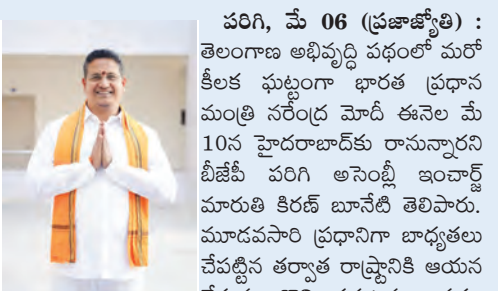 పరిగి, మే 06 (ప్రజాజ్యోతి) :
తెలంగాణ అభివృద్ధి పథంలో మరో
కీలక ఘట్టంగా భారత ప్రధాన
మంత్రి నరేంద్ర మోదీ ఈనెల మే
10న హైదరాబాద్‌కు రానున్నారని
బీజేపీ పరిగి అసెంబ్లీ ఇంచార్జ్
మారుతి కిరణ్ బూనేటి తెలిపారు.
మూడవసారి ప్రధానిగా బాధ్యతలు
చేపట్టిన తర్వాత రాష్ట్రానికి ఆయన